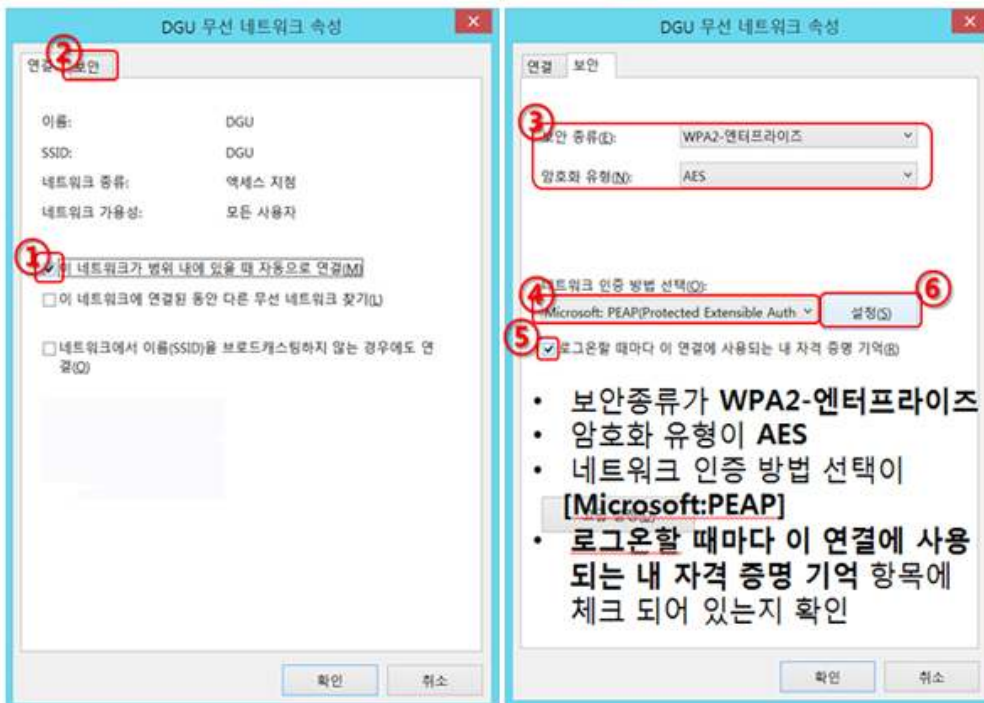 DGU 무선 네트워크 속성
② 보안
이름: DGU
SSID: DGU
네트워크 종류: 액세스 지점
네트워크 가용성: 모든 사용자
①
이 네트워크가 범위 내에 있을 때 자동으로 연결(M)
이 네트워크에 연결된 동안 다른 무선 네트워크 찾기(L)
네트워크에서 이름(SSID)을 브로드캐스팅하지 않는 경우에도 연
결(O)
확인 취소
DGU 무선 네트워크 속성
연결 보안
③
보안 종류(E): WPA2-엔터프라이즈
암호화 유형(N): AES
네트워크 인증 방법 선택(O):
④ Microsoft: PEAP(Protected Extensible Auth 설정(S) ⑥
⑤ 로그온할 때마다 이 연결에 사용되는 내 자격 증명 기억(R)
• 보안종류가 WPA2-엔터프라이즈
• 암호화 유형이 AES
• 네트워크 인증 방법 선택이
[Microsoft:PEAP]
• 로그온할 때마다 이 연결에 사용
되는 내 자격 증명 기억 항목에
체크 되어 있는지 확인
확인 취소